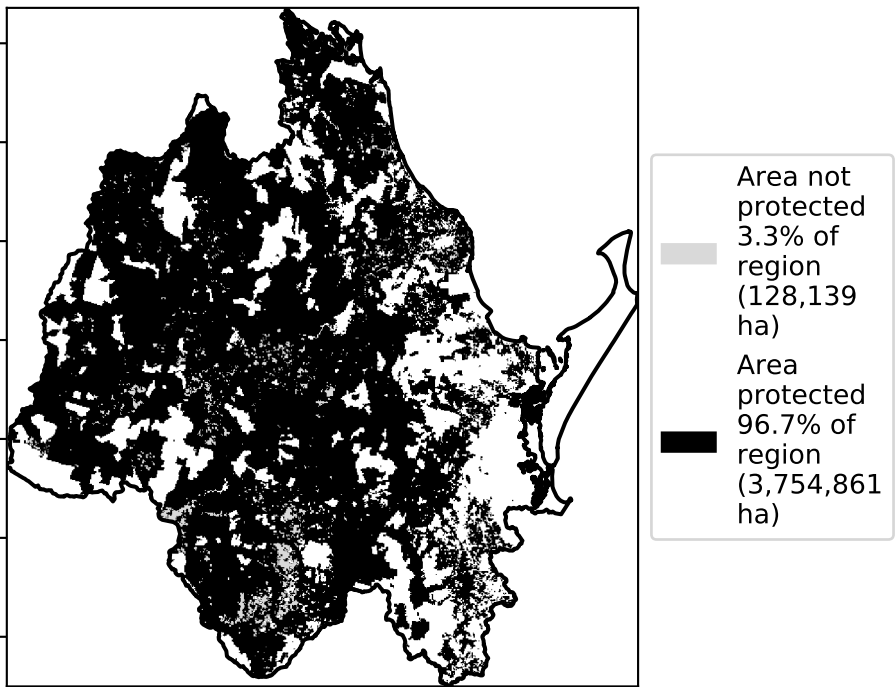 Area not
protected
3.3% of
region
(128,139
ha)
Area
protected
96.7% of
region
(3,754,861
ha)